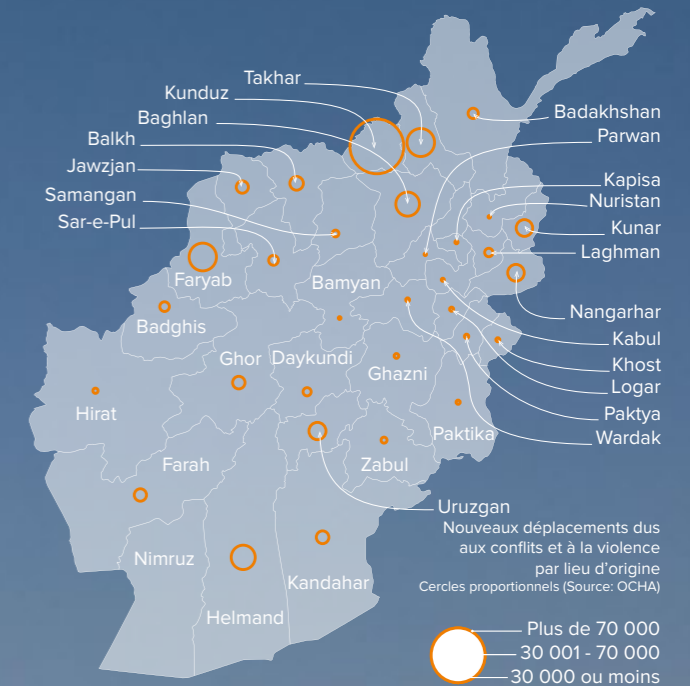 Takhar
Kunduz
Baghlan
Balkh
Jawzjan
Samangan
Sar-e-Pul
Badakhshan
Parwan
Kapisa
Nuristan
Kunar
Laghman
Nangarhar
Kabul
Khost
Logar
Paktya
Wardak
Faryab
Bamyan
Badghis
Ghor
Daykundi
Ghazni
Hirat
Paktika
Farah
Zabul
Uruzgan
Nimruz
Kandahar
Helmand
Nouveaux déplacements dus
aux conflits et à la violence
par lieu d’origine
Cercles proportionnels (Source: OCHA)
Plus de 70 000
30 001 - 70 000
30 000 ou moins